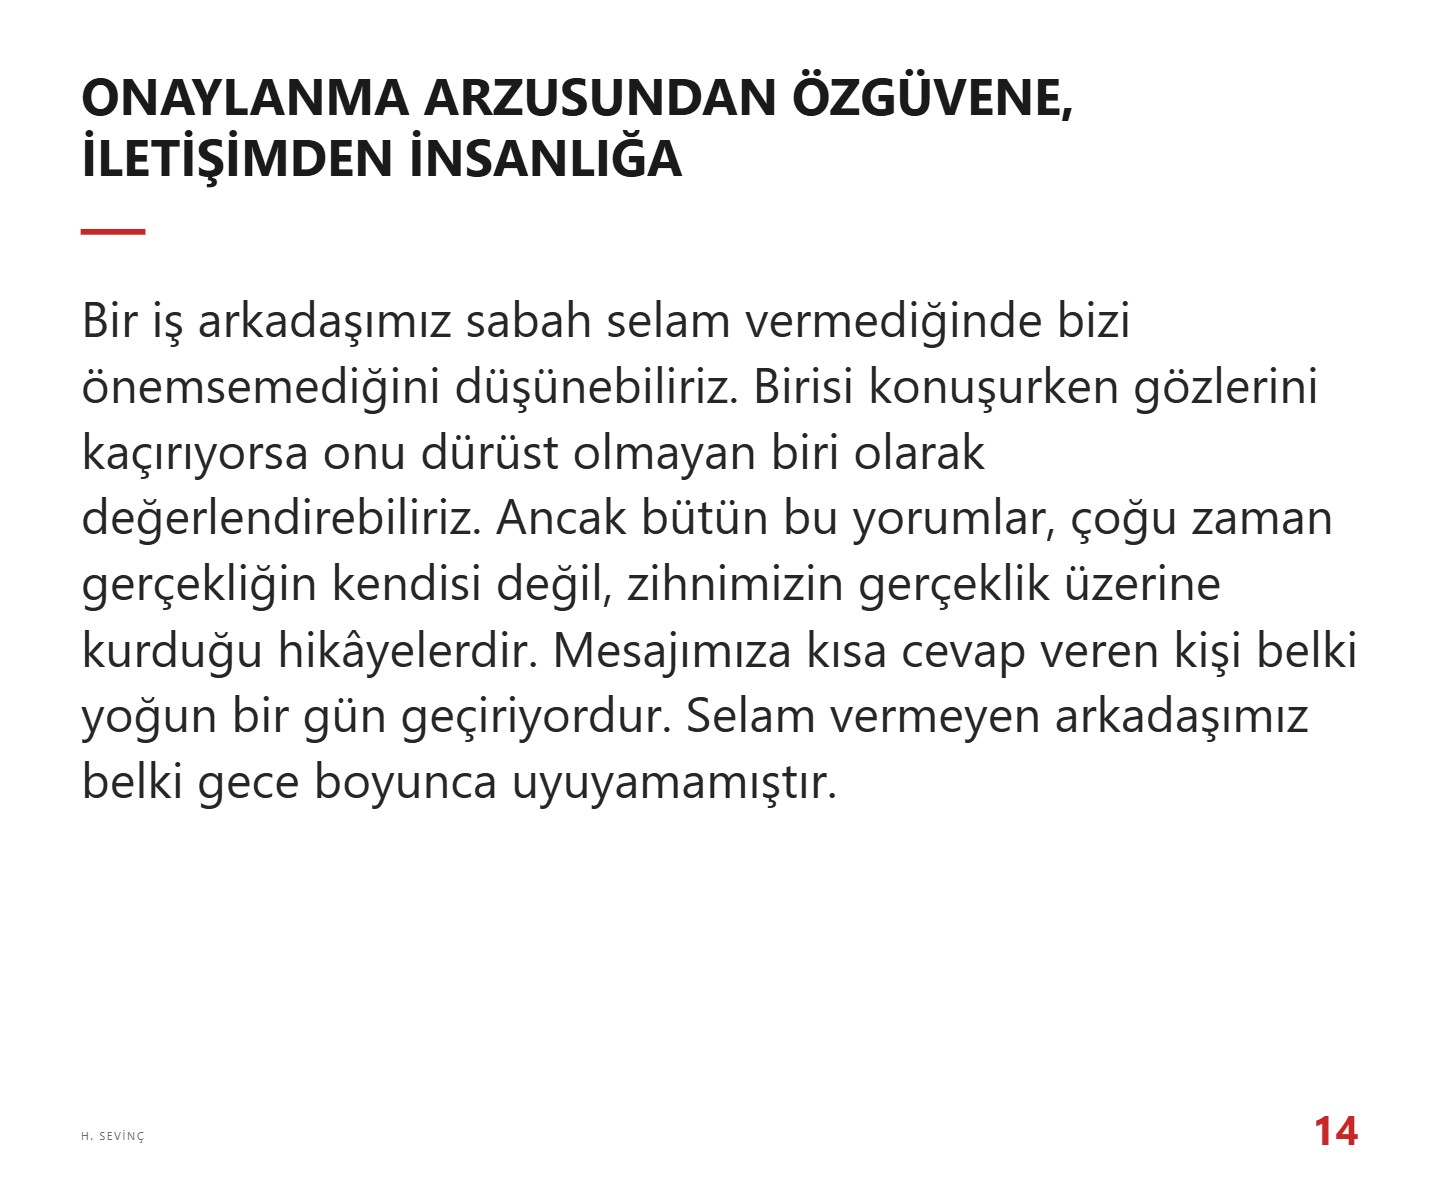 ONAYLANMA ARZUSUNDAN ÖZGÜVENE,
İLETİŞİMDEN İNSANLIĞA
Bir iş arkadaşımız sabah selam vermediğinde bizi
önemsemediğini düşünebiliriz. Birisi konuşurken gözlerini
kaçırıyorsa onu dürüst olmayan biri olarak
değerlendirebiliriz. Ancak bütün bu yorumlar, çoğu zaman
gerçekliğin kendisi değil, zihnimizin gerçeklik üzerine
kurduğu hikâyelerdir. Mesajımıza kısa cevap veren kişi belki
yoğun bir gün geçiriyordur. Selam vermeyen arkadaşımız
belki gece boyunca uyuyamamıştır.
H. SEVİNÇ
14